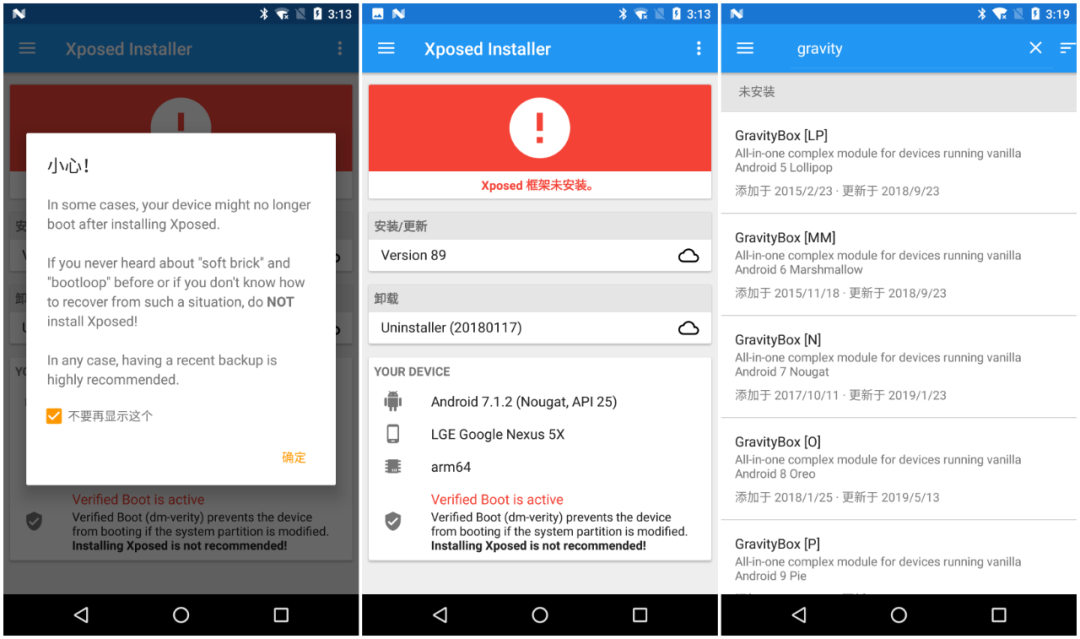 3:13
Xposed Installer
小心！
In some cases, your device might no longer
boot after installing Xposed.
If you never heard about "soft brick" and
"bootloop" before or if you don't know how
to recover from such a situation, do NOT
install Xposed!
In any case, having a recent backup is
highly recommended.
不要再显示这个
确定
Verified Boot is active
Verified Boot (dm-verity) prevents the device
from booting if the system partition is modified.
Installing Xposed is not recommended!
3:13
Xposed Installer
Xposed 框架未安装。
安装/更新
Version 89
卸载
Uninstaller (20180117)
YOUR DEVICE
Android 7.1.2 (Nougat, API 25)
LGE Google Nexus 5X
arm64
Verified Boot is active
Verified Boot (dm-verity) prevents the device
from booting if the system partition is modified.
Installing Xposed is not recommended!
3:19
gravity
未安装
GravityBox [LP]
All-in-one complex module for devices running vanilla
Android 5 Lollipop
添加于 2015/2/23 · 更新于 2018/9/23
GravityBox [MM]
All-in-one complex module for devices running vanilla
Android 6 Marshmallow
添加于 2015/11/18 · 更新于 2018/9/23
GravityBox [N]
All-in-one complex module for devices running vanilla
Android 7 Nougat
添加于 2017/10/11 · 更新于 2019/1/23
GravityBox [O]
All-in-one complex module for devices running vanilla
Android 8 Oreo
添加于 2018/1/25 · 更新于 2019/5/13
GravityBox [P]
All-in-one complex module for devices running vanilla
Android 9 Pie